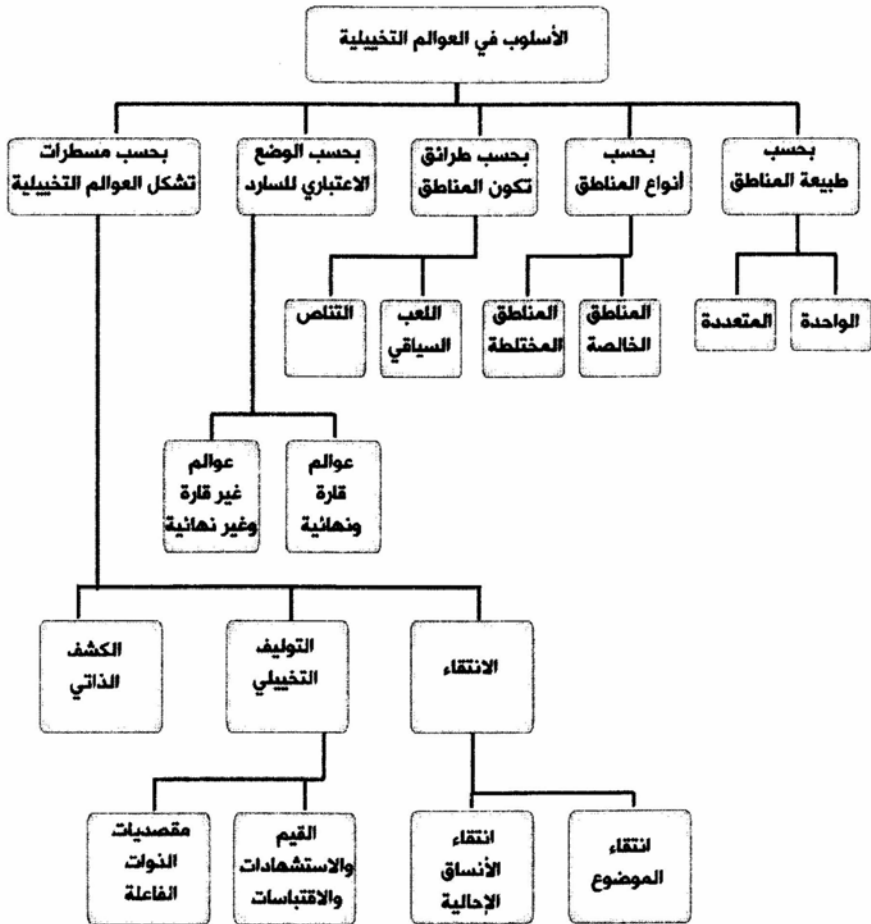 الأسلوب في العوالم التخييلية
بحسب
طبيعة المناطق
بحسب
أنواع المناطق
بحسب طرائق
تكون المناطق
بحسب الوضع
الاعتباري للسارد
بحسب مسطرات
تشكل العوالم التخييلية
الواحدة
المتعددة
المناطق
الخالصة
المناطق
المختلطة
اللعب
السياقي
التناص
عوالم
قارة
ونهائية
عوالم
غير قارة
وغير نهائية
الانتقاء
التوليف
التخييلي
الكشف
الذاتي
انتقاء
الموضوع
انتقاء
الأنساق
الإحالية
القيم
والاستشهادات
والاقتباسات
مقصديات
الذوات
الفاعلة